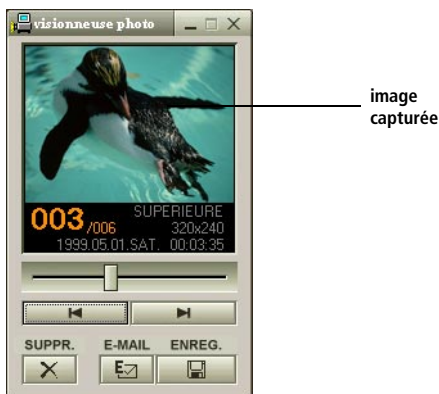 visionneuse photo
image
capturée
003/006 SUPERIEURE
320x240
1999.05.01.SAT. 00:03:35
SUPPR. E-MAIL ENREG.
E